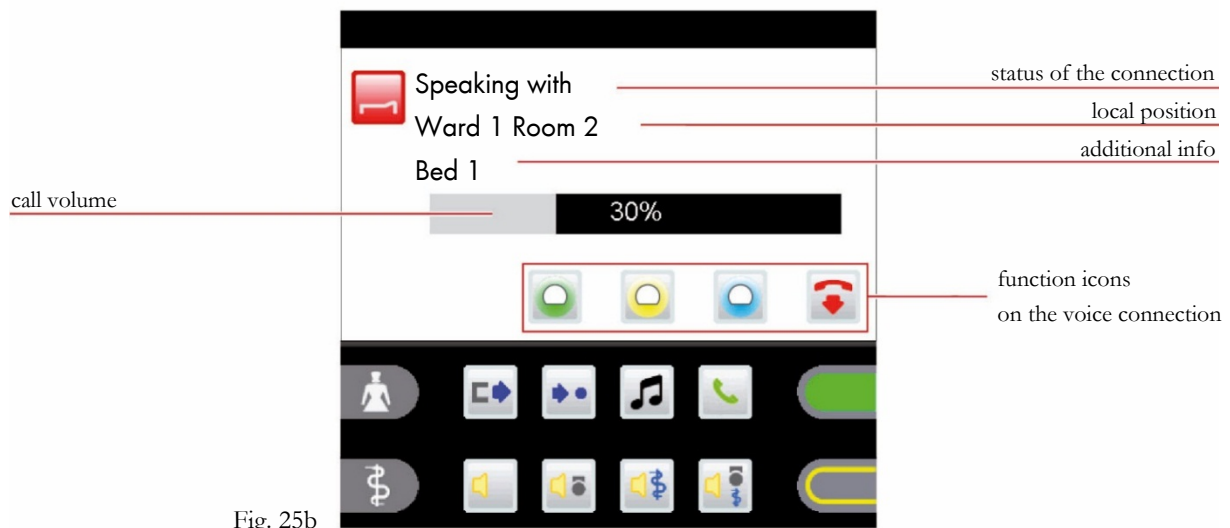 Speaking with
status of the connection
Ward 1 Room 2
local position
Bed 1
additional info
call volume
30%
function icons
on the voice connection
Fig. 25b